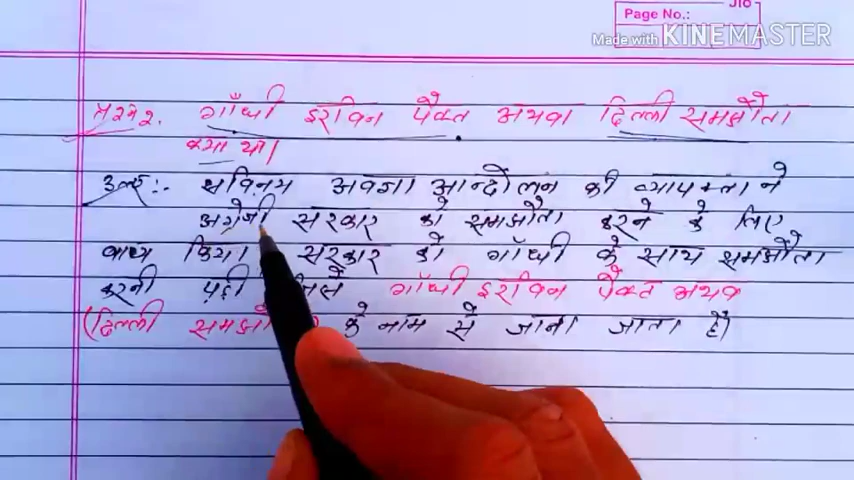 Page No.:
Made with KINEMASTER
प्रश्न 2. गाँधी इरविन पैक्ट अथवा दिल्ली समझौता
क्या था।
उत्तर:- सविनय अवज्ञा आन्दोलन की व्यापकता ने
अंग्रेजी सरकार को समझौता करने के लिए
बाध्य किया। सरकार को गाँधी के साथ समझौता
करनी पड़ी गाँधी इरविन पैक्ट अथव
(दिल्ली के नाम से जाना जाता है।